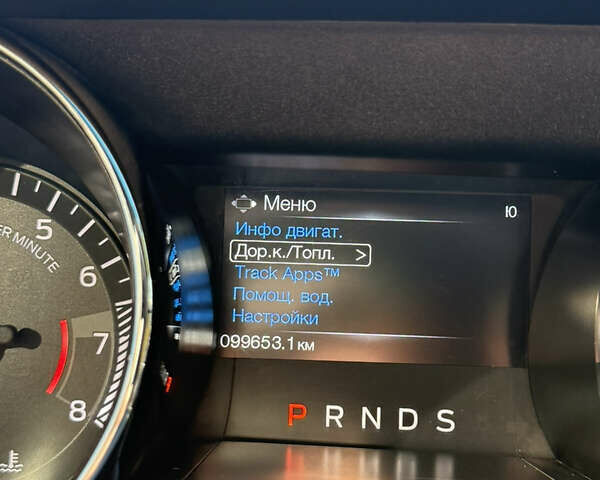 Меню
Ю
Инфо двигат.
Дор.к./Топл. >
Track Apps™
Помощ. вод.
Настройки
099653.1 км
P R N D S
ER MINUTE
5
6
7
8